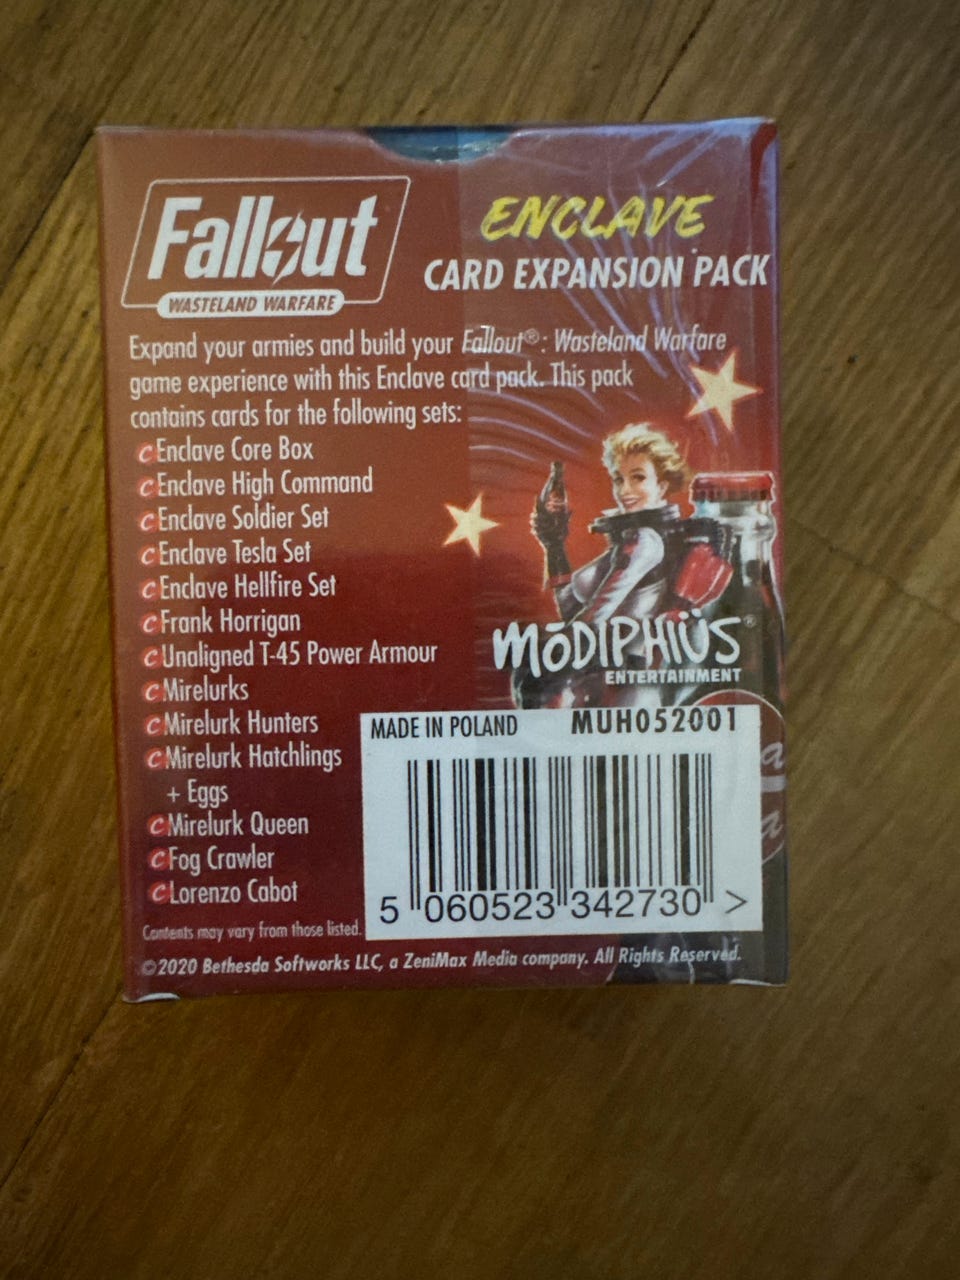 Fallout
WASTELAND WARFARE
ENCLAVE
CARD EXPANSION PACK
Expand your armies and build your Fallout®: Wasteland Warfare
game experience with this Enclave card pack. This pack
contains cards for the following sets:
Enclave Core Box
Enclave High Command
Enclave Soldier Set
Enclave Tesla Set
Enclave Hellfire Set
Frank Horrigan
Unaligned T-45 Power Armour
Mirelurks
Mirelurk Hunters
Mirelurk Hatchlings
+ Eggs
Mirelurk Queen
Fog Crawler
Lorenzo Cabot
Contents may vary from those listed.
MōDIPHIÜS®
ENTERTAINMENT
MADE IN POLAND MUH052001
5 060523 342730 >
©2020 Bethesda Softworks LLC, a ZeniMax Media company. All Rights Reserved.